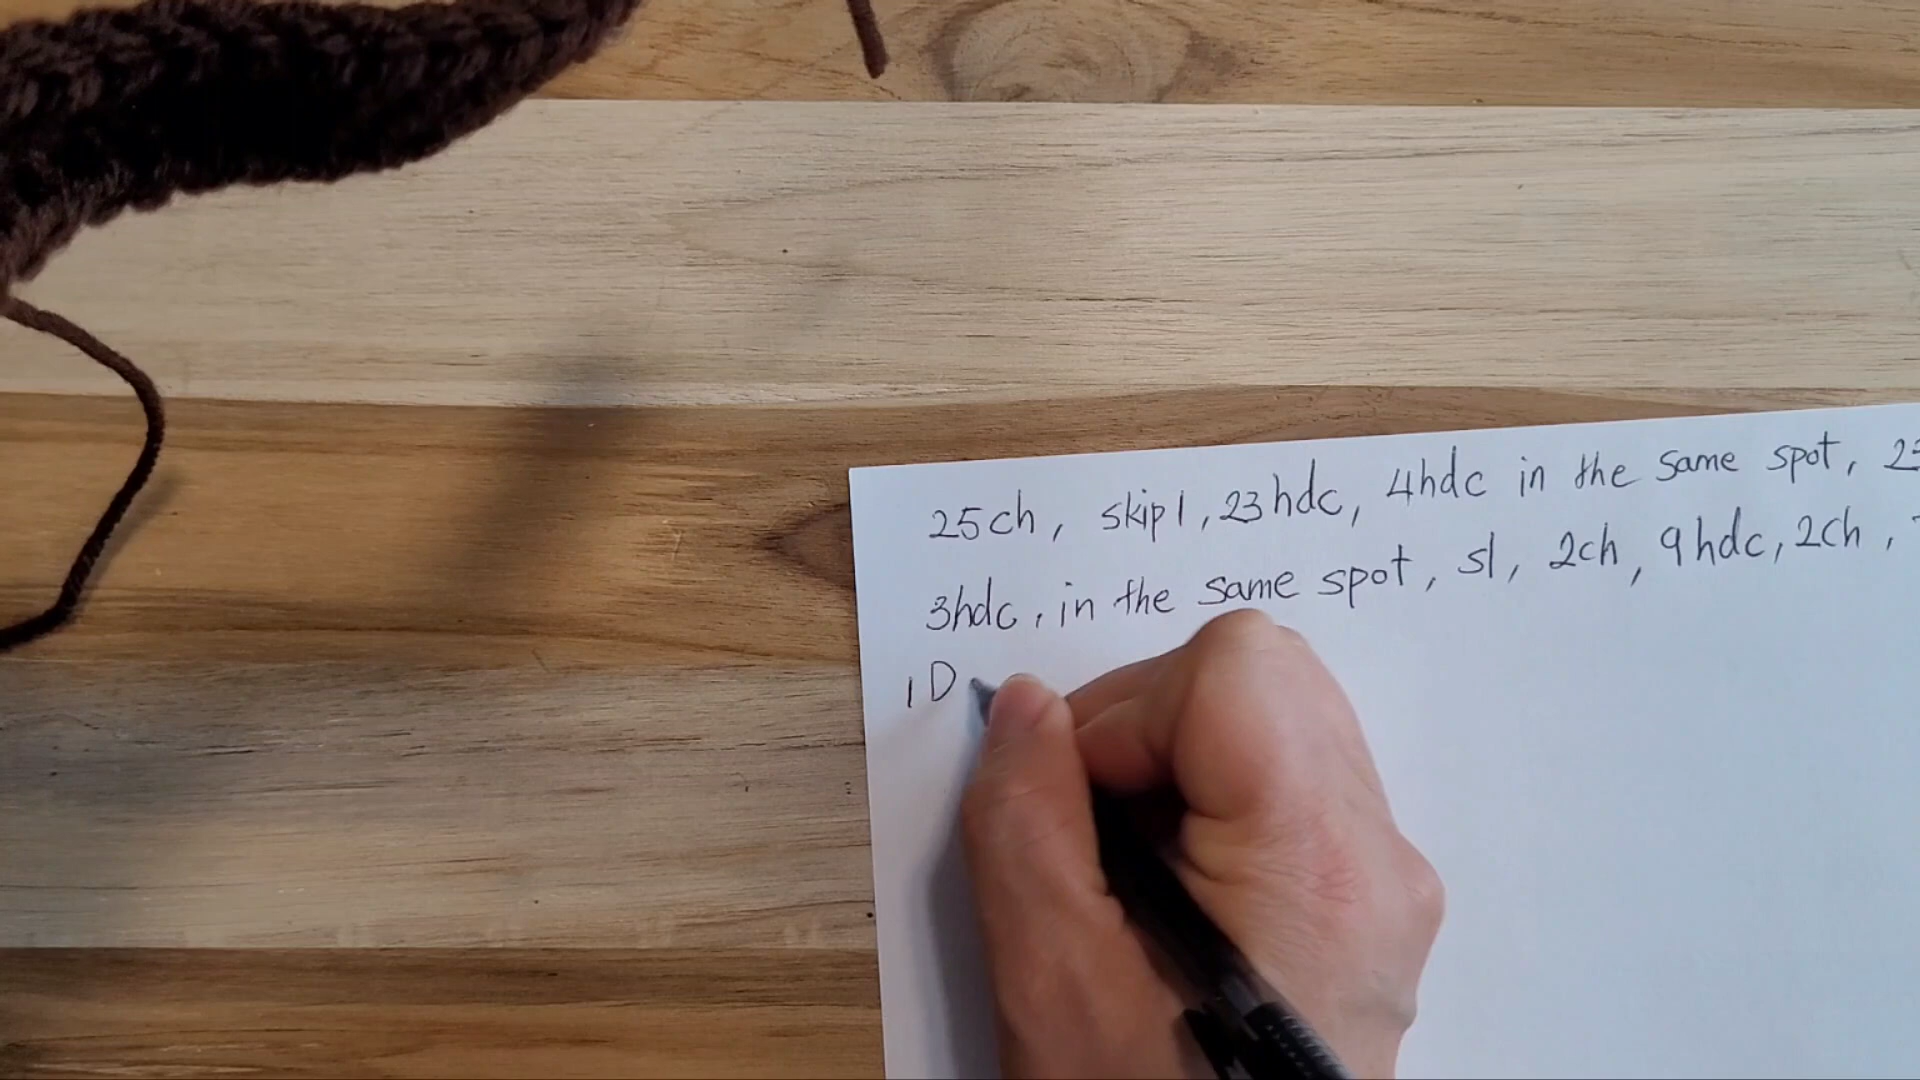 25ch, skip1, 23hdc, 4hdc in the same spot,
3hdc, in the same spot, sl, 2ch, 9hdc, 2ch,
1D